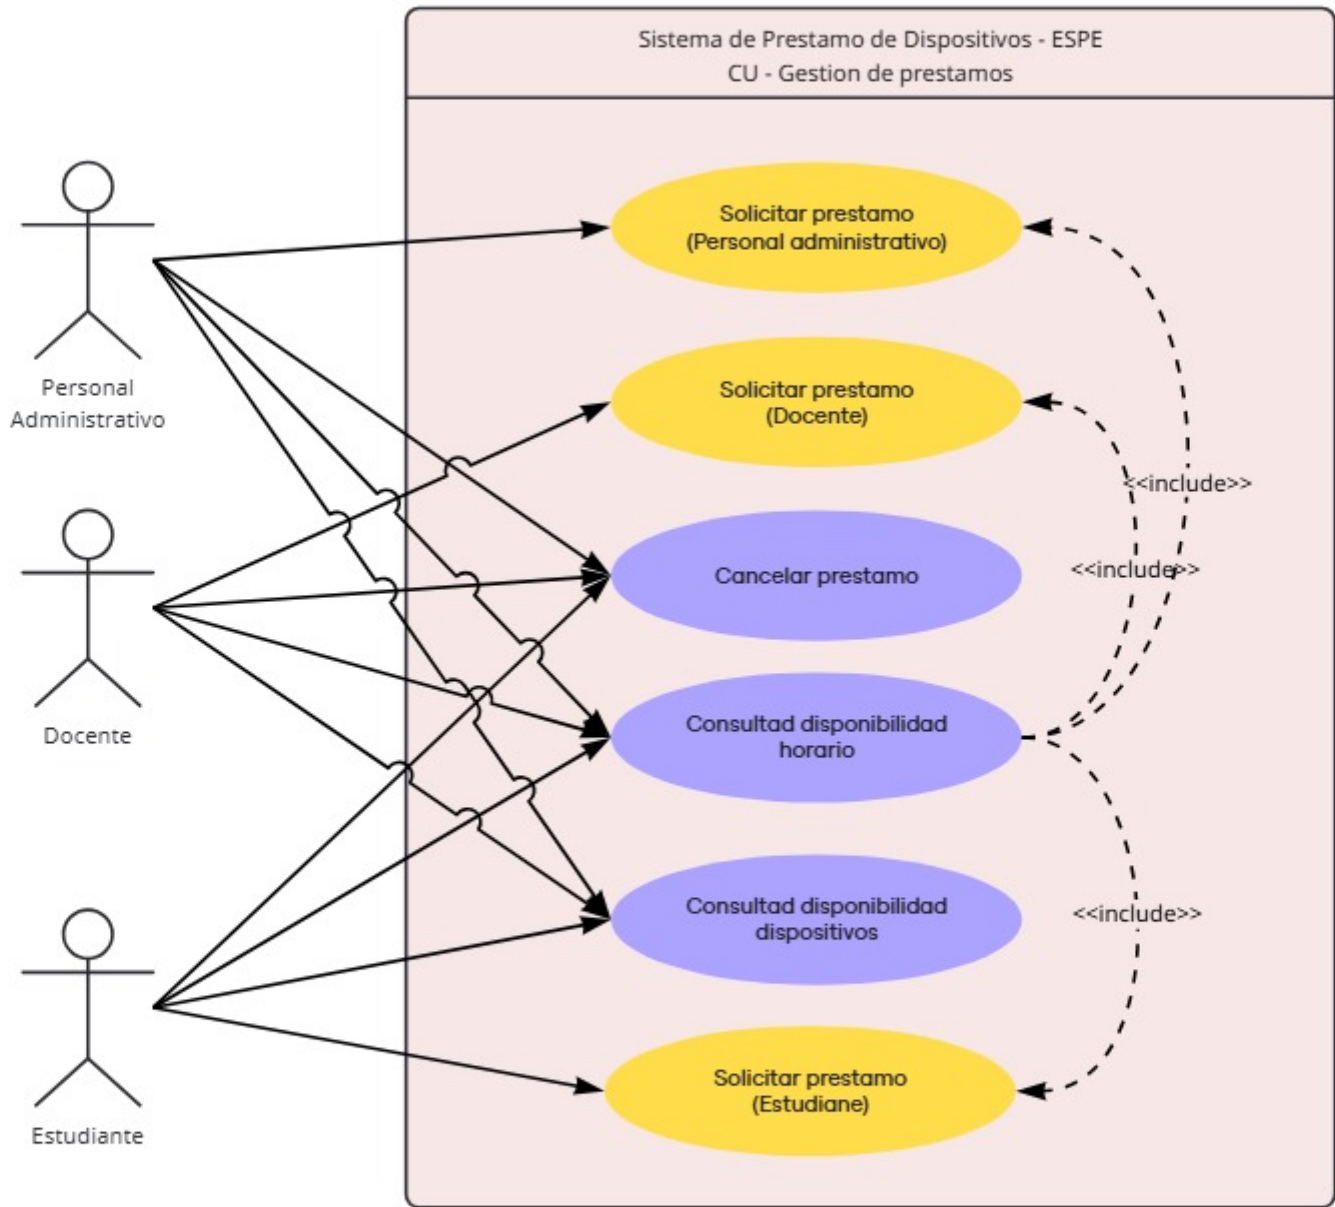 Sistema de Prestamo de Dispositivos - ESPE
CU - Gestion de prestamos
Solicitar prestamo
(Personal administrativo)
Personal
Administrativo
Solicitar prestamo
(Docente)
<<include>>
Cancelar prestamo
<<include>>
Docente
Consultad disponibilidad
horario
Consultad disponibilidad
dispositivos
<<include>>
Solicitar prestamo
(Estudiane)
Estudiante